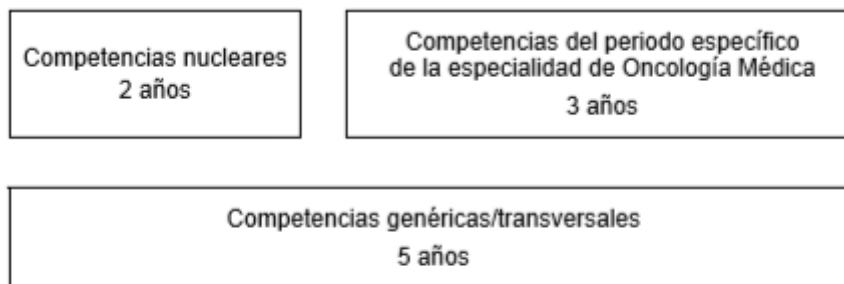 Competencias nucleares
2 años
Competencias del periodo específico
de la especialidad de Oncología Médica
3 años
Competencias genéricas/transversales
5 años